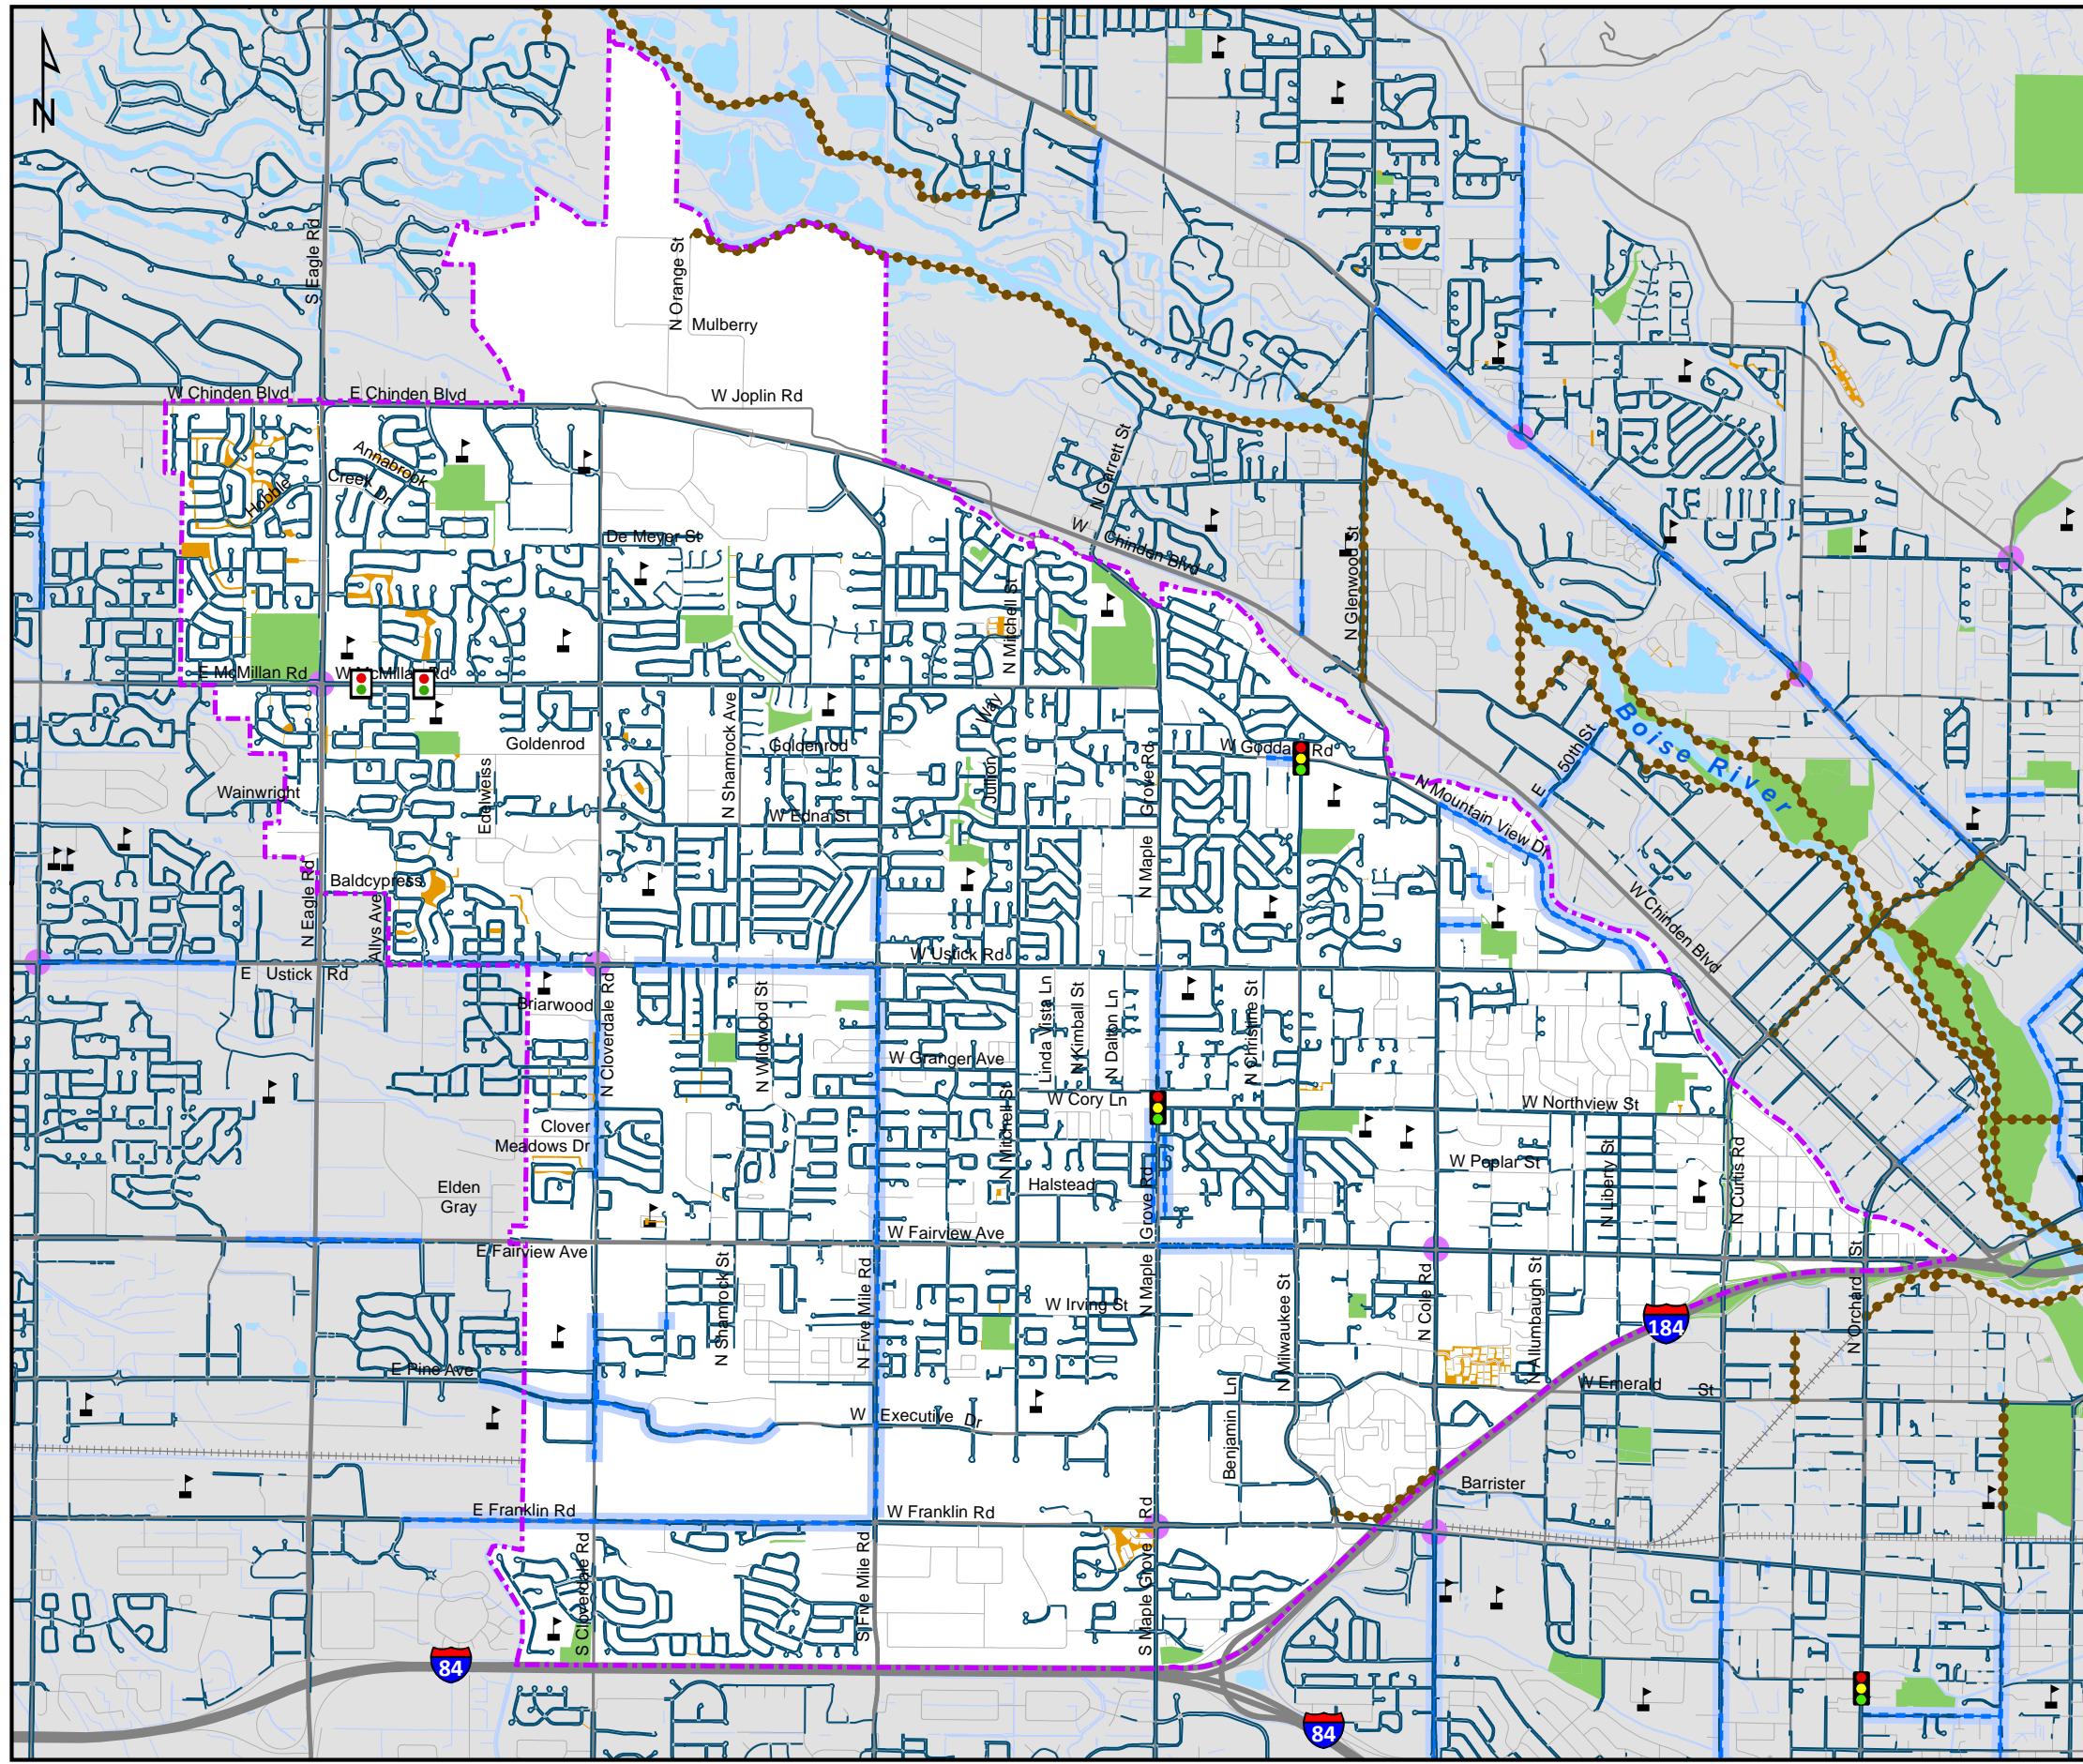 N
S Eagle Rd
N Orange St
Mulberry
W Chinden Blvd
E Chinden Blvd
W Joplin Rd
Annabrook
Creek Dr
Hobble
N Garrett St
W Chinden Blvd
De Meyer St
N Glenwood St
N Mitchell St
E McMillan Rd
W McMillan Rd
N Shamrock Ave
Way
Goldenrod
Goldenrod
W Godda Rd
Boise River
E 50th St
Wainwright
Edelweiss
Jullion
N Maple Grove Rd
W Edna St
N Mountain View Dr
Baldcypress
N Eagle Rd
Allys Ave
W Chinden Blvd
W Ustick Rd
E Ustick Rd
Briarwood
N Cloverdale Rd
N Wildwood St
Linda Vista Ln
N Kimball St
N Dalton Ln
N Christine St
W Granger Ave
W Cory Ln
W Northview St
Clover
Meadows Dr
N Mitchell St
W Poplar St
N Liberty St
N Curtis Rd
Elden
Gray
Halstead
N Maple Grove Rd
W Fairview Ave
E Fairview Ave
N Shamrock St
N Five Mile Rd
W Irving St
N Milwaukee St
N Cole Rd
N Allumbaugh St
N Orchard St
184
E Pine Ave
W Emerald St
W Executive Dr
Benjamin Ln
Barrister
E Franklin Rd
W Franklin Rd
S Cloverdale Rd
S Five Mile Rd
S Maple Grove Rd
84
84